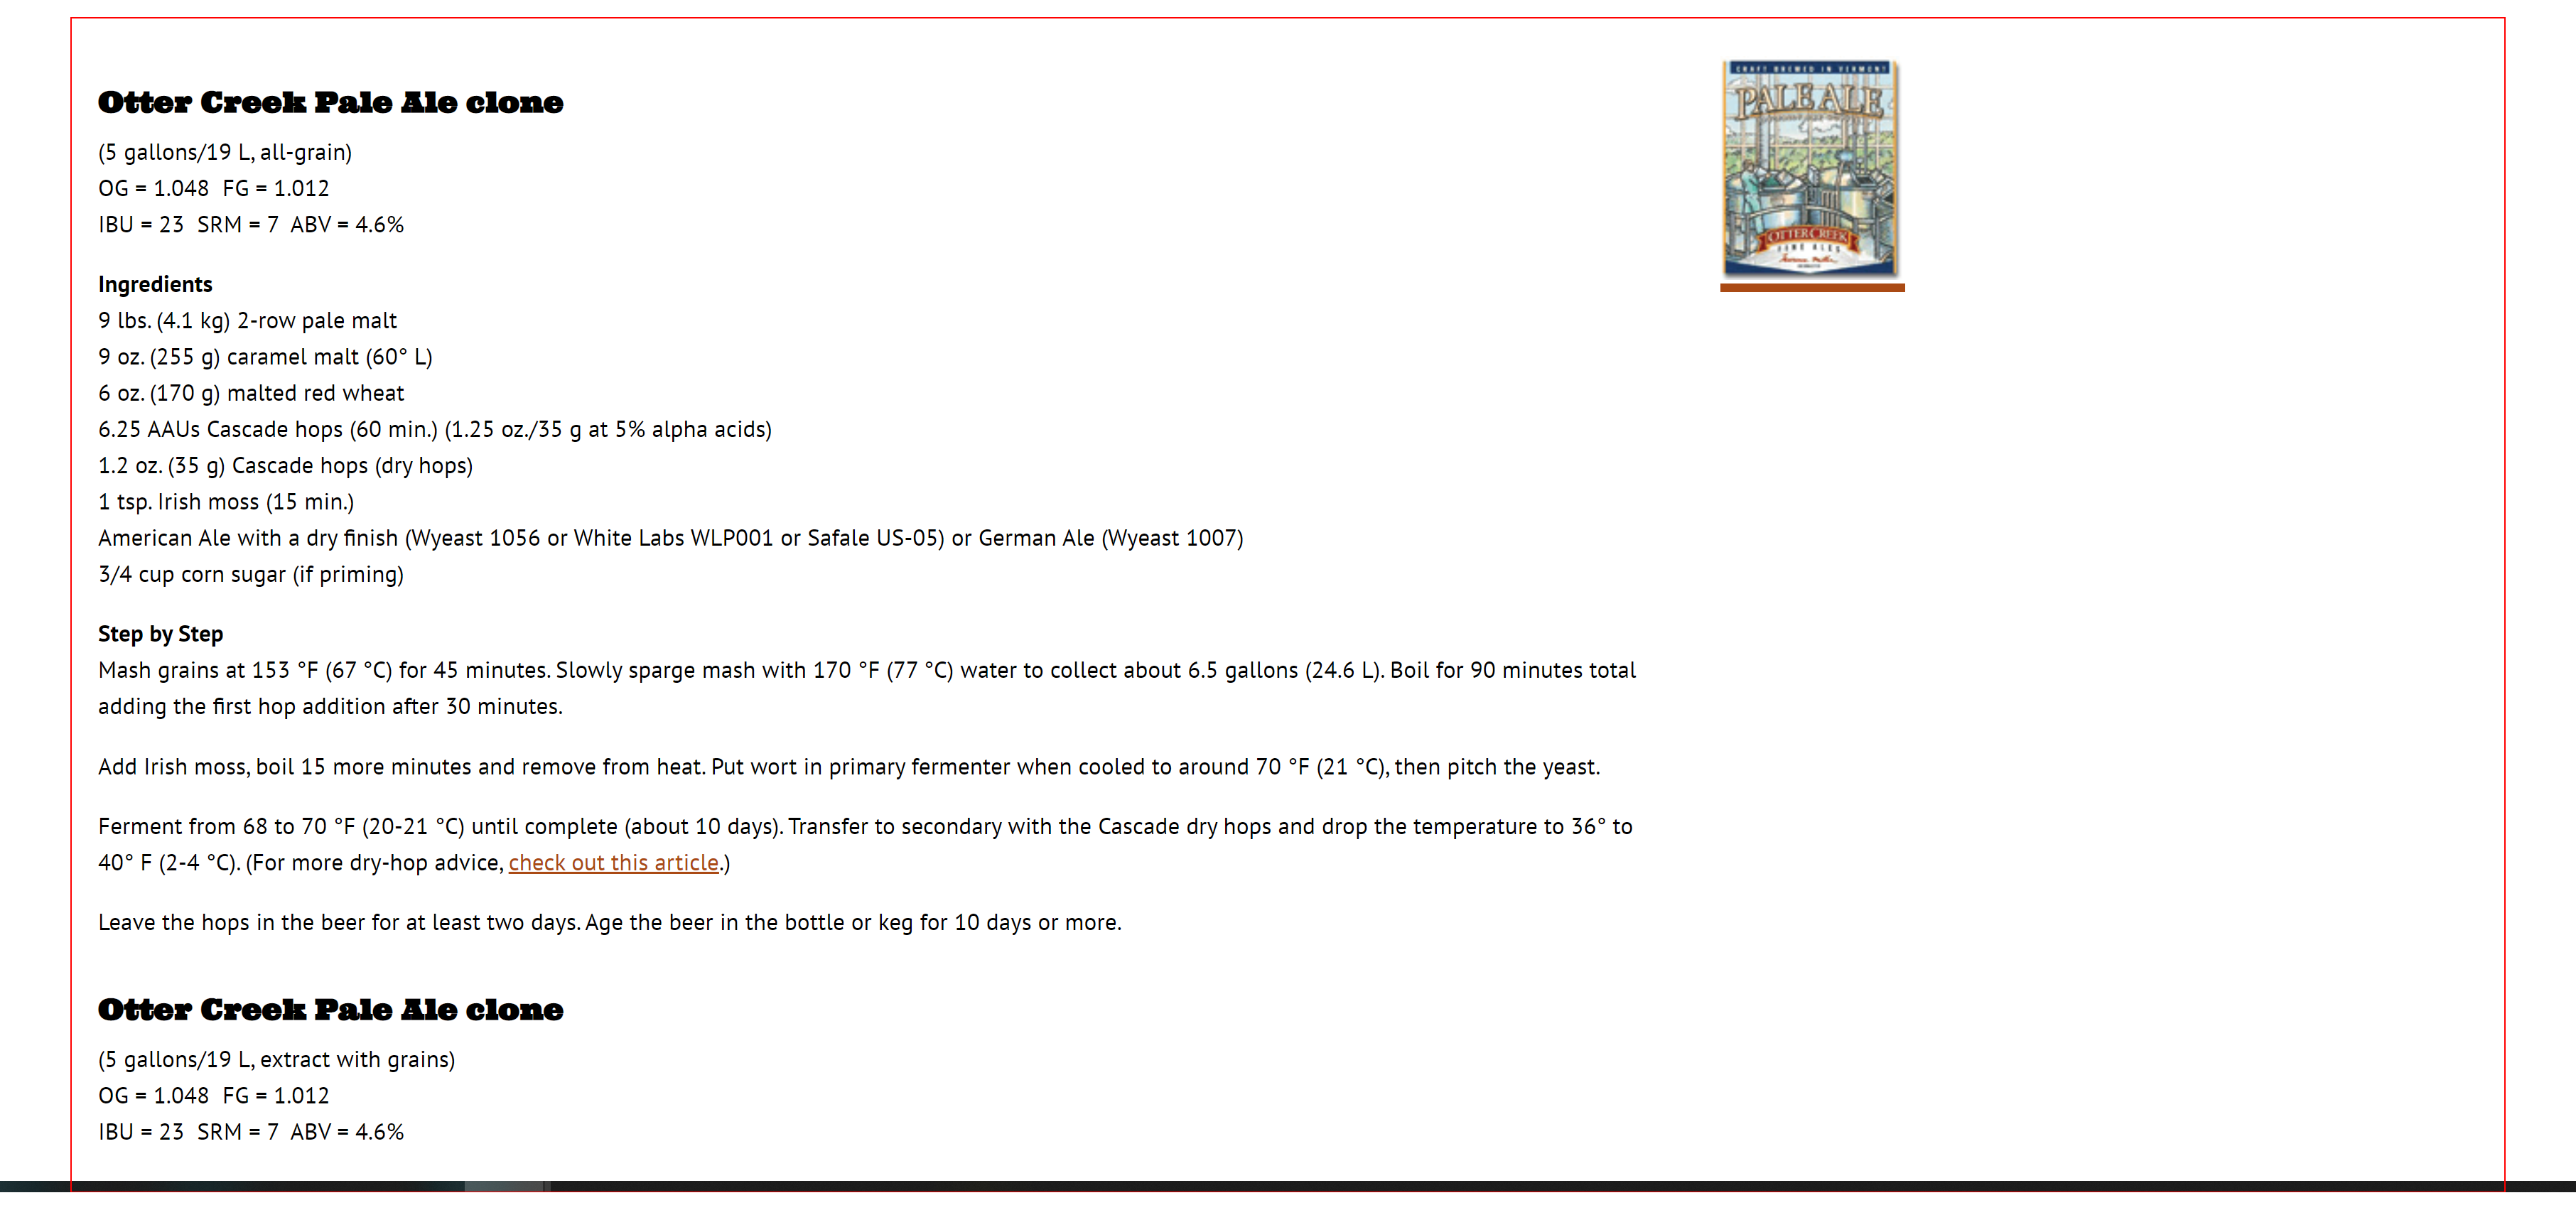 CRAFT BREWED IN VERMONT
PALE ALE
OTTER CREEK
FINE ALES
Otter Creek Pale Ale clone
(5 gallons/19 L, all-grain)
OG = 1.048  FG = 1.012
IBU = 23  SRM = 7  ABV = 4.6%
Ingredients
9 lbs. (4.1 kg) 2-row pale malt
9 oz. (255 g) caramel malt (60° L)
6 oz. (170 g) malted red wheat
6.25 AAUs Cascade hops (60 min.) (1.25 oz./35 g at 5% alpha acids)
1.2 oz. (35 g) Cascade hops (dry hops)
1 tsp. Irish moss (15 min.)
American Ale with a dry finish (Wyeast 1056 or White Labs WLP001 or Safale US-05) or German Ale (Wyeast 1007)
3/4 cup corn sugar (if priming)
Step by Step
Mash grains at 153 °F (67 °C) for 45 minutes. Slowly sparge mash with 170 °F (77 °C) water to collect about 6.5 gallons (24.6 L). Boil for 90 minutes total
adding the first hop addition after 30 minutes.
Add Irish moss, boil 15 more minutes and remove from heat. Put wort in primary fermenter when cooled to around 70 °F (21 °C), then pitch the yeast.
Ferment from 68 to 70 °F (20-21 °C) until complete (about 10 days). Transfer to secondary with the Cascade dry hops and drop the temperature to 36° to
40° F (2-4 °C). (For more dry-hop advice, check out this article.)
Leave the hops in the beer for at least two days. Age the beer in the bottle or keg for 10 days or more.
Otter Creek Pale Ale clone
(5 gallons/19 L, extract with grains)
OG = 1.048  FG = 1.012
IBU = 23  SRM = 7  ABV = 4.6%